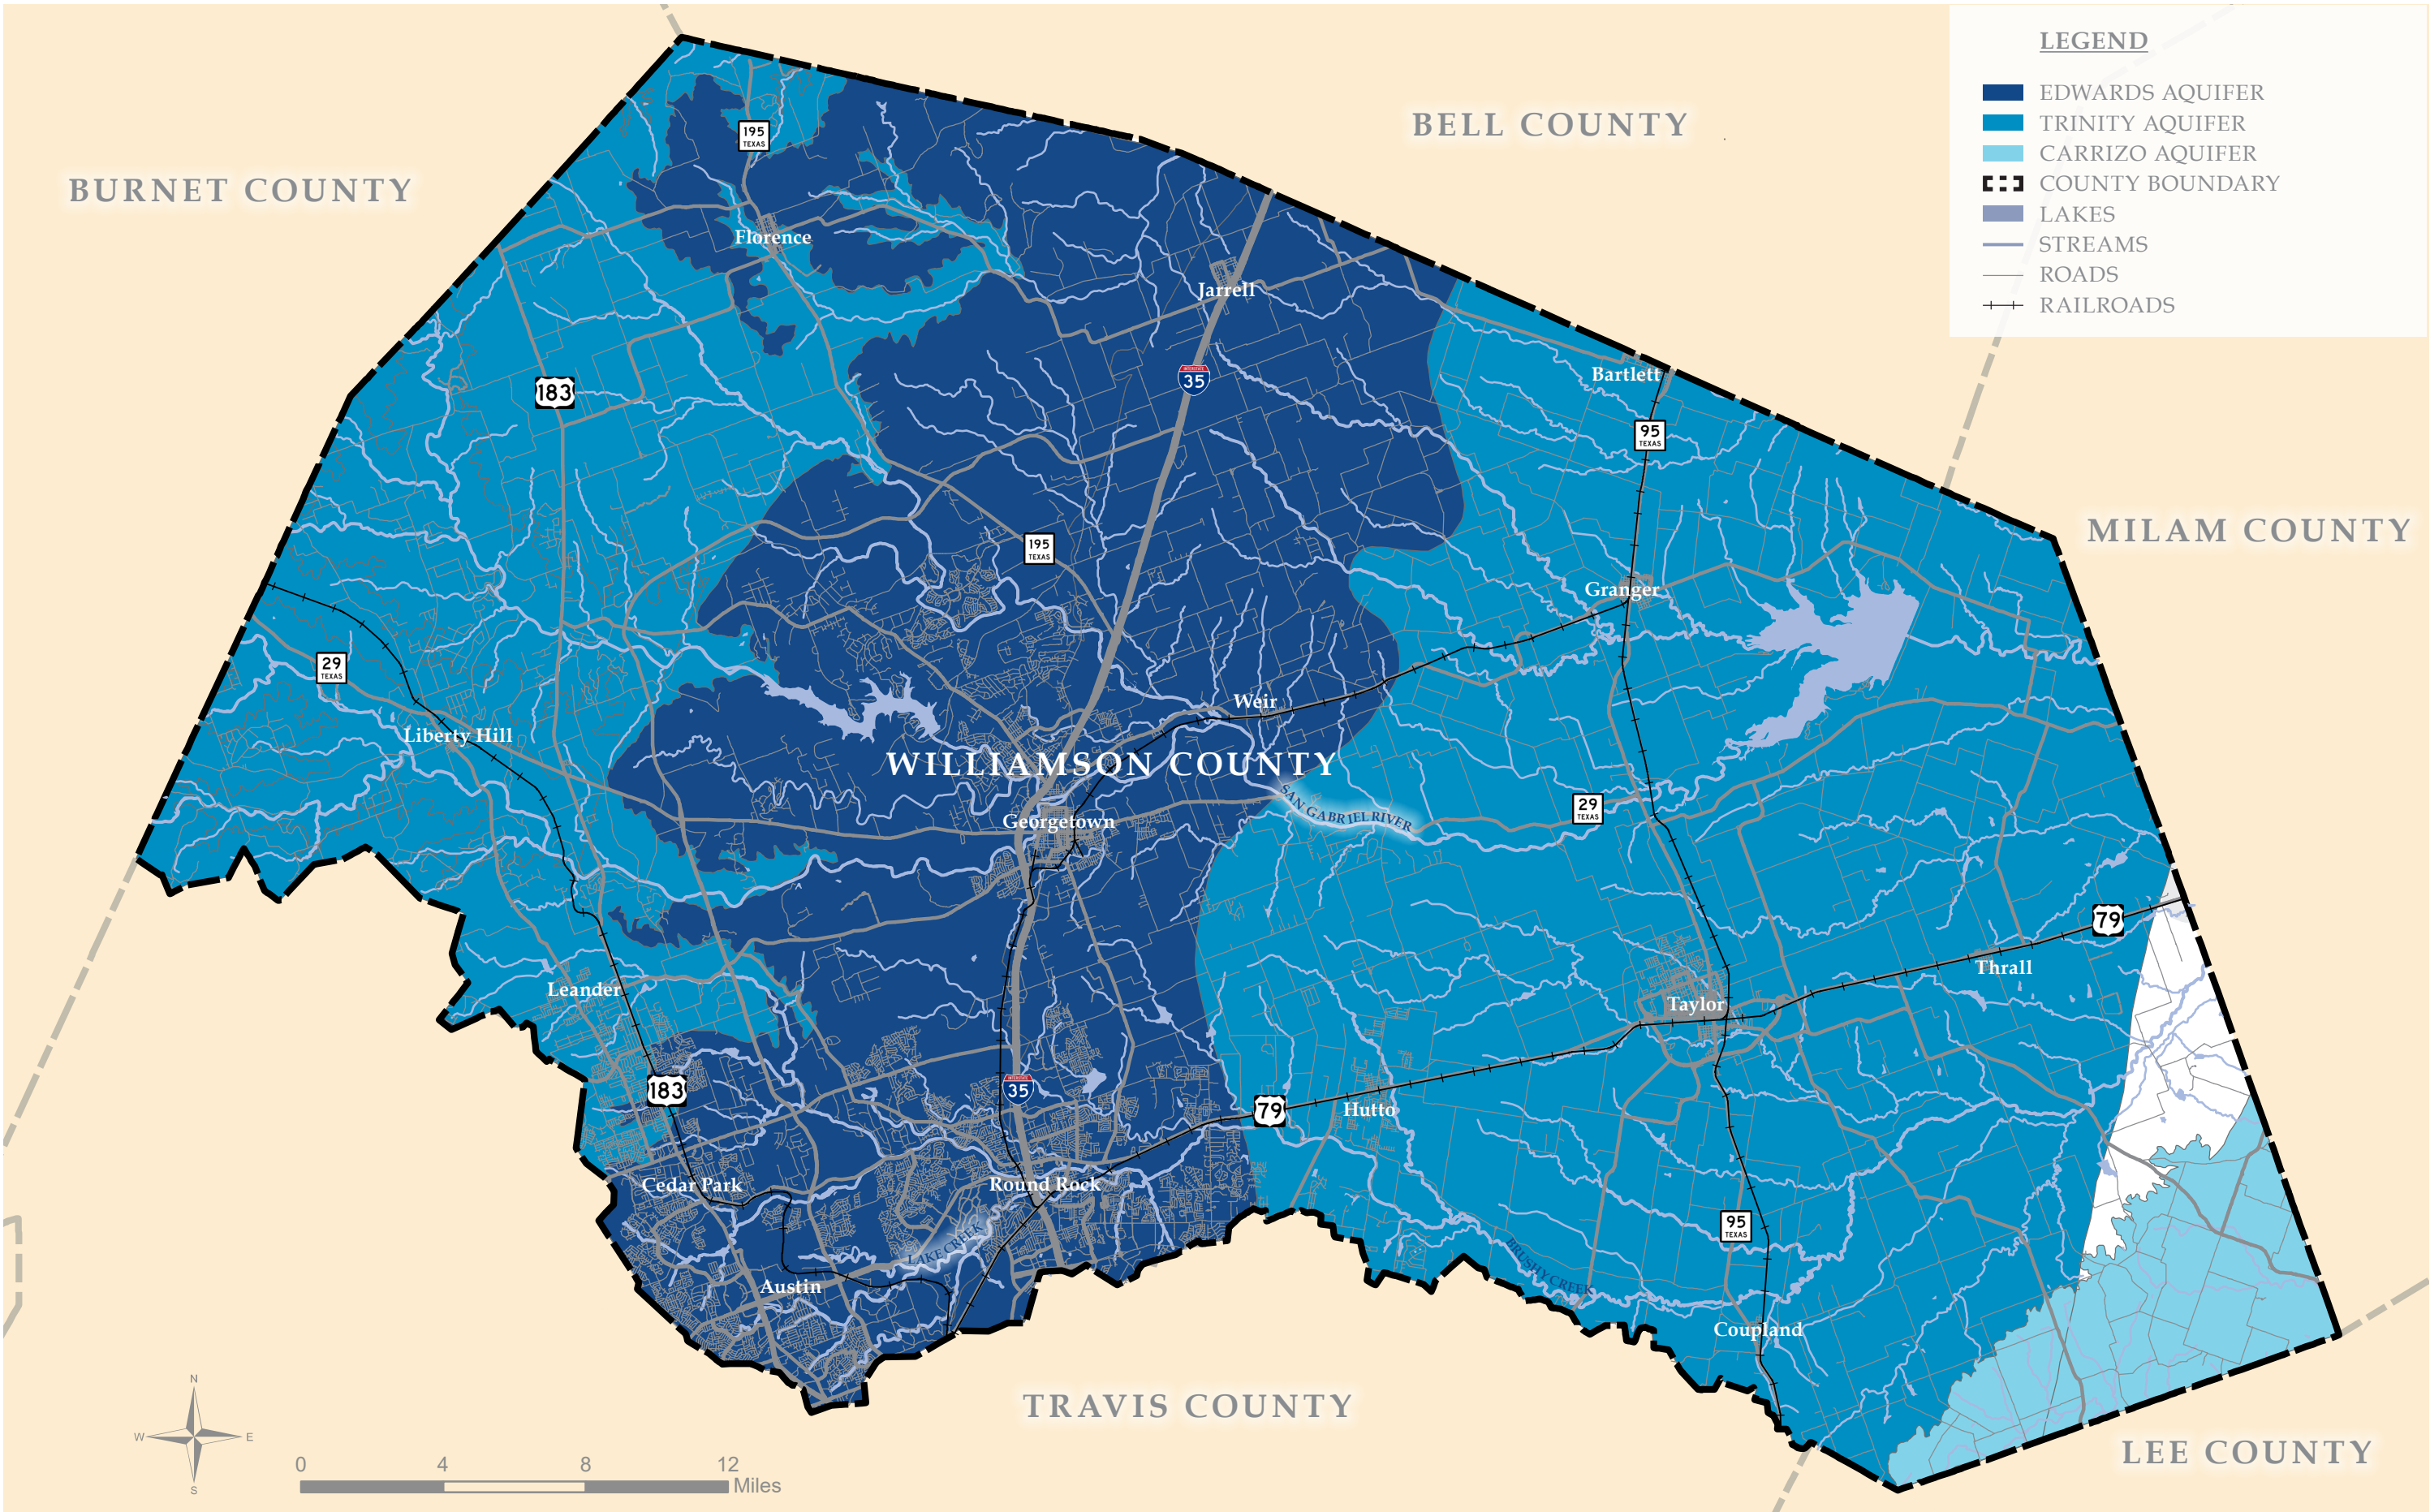 LEGEND
EDWARDS AQUIFER
TRINITY AQUIFER
CARRIZO AQUIFER
COUNTY BOUNDARY
LAKES
STREAMS
ROADS
RAILROADS
BELL COUNTY
BURNET COUNTY
195
TEXAS
Florence
Jarrell
INTERSTATE
35
Bartlett
183
95
TEXAS
MILAM COUNTY
195
TEXAS
Granger
29
TEXAS
Weir
Liberty Hill
WILLIAMSON COUNTY
SAN GABRIEL RIVER
29
TEXAS
Georgetown
79
Thrall
Leander
Taylor
183
INTERSTATE
35
79
Hutto
Cedar Park
Round Rock
95
TEXAS
LAKE CREEK
BRUSHY CREEK
Austin
Coupland
TRAVIS COUNTY
LEE COUNTY
N
W
E
S
0
4
8
12
Miles